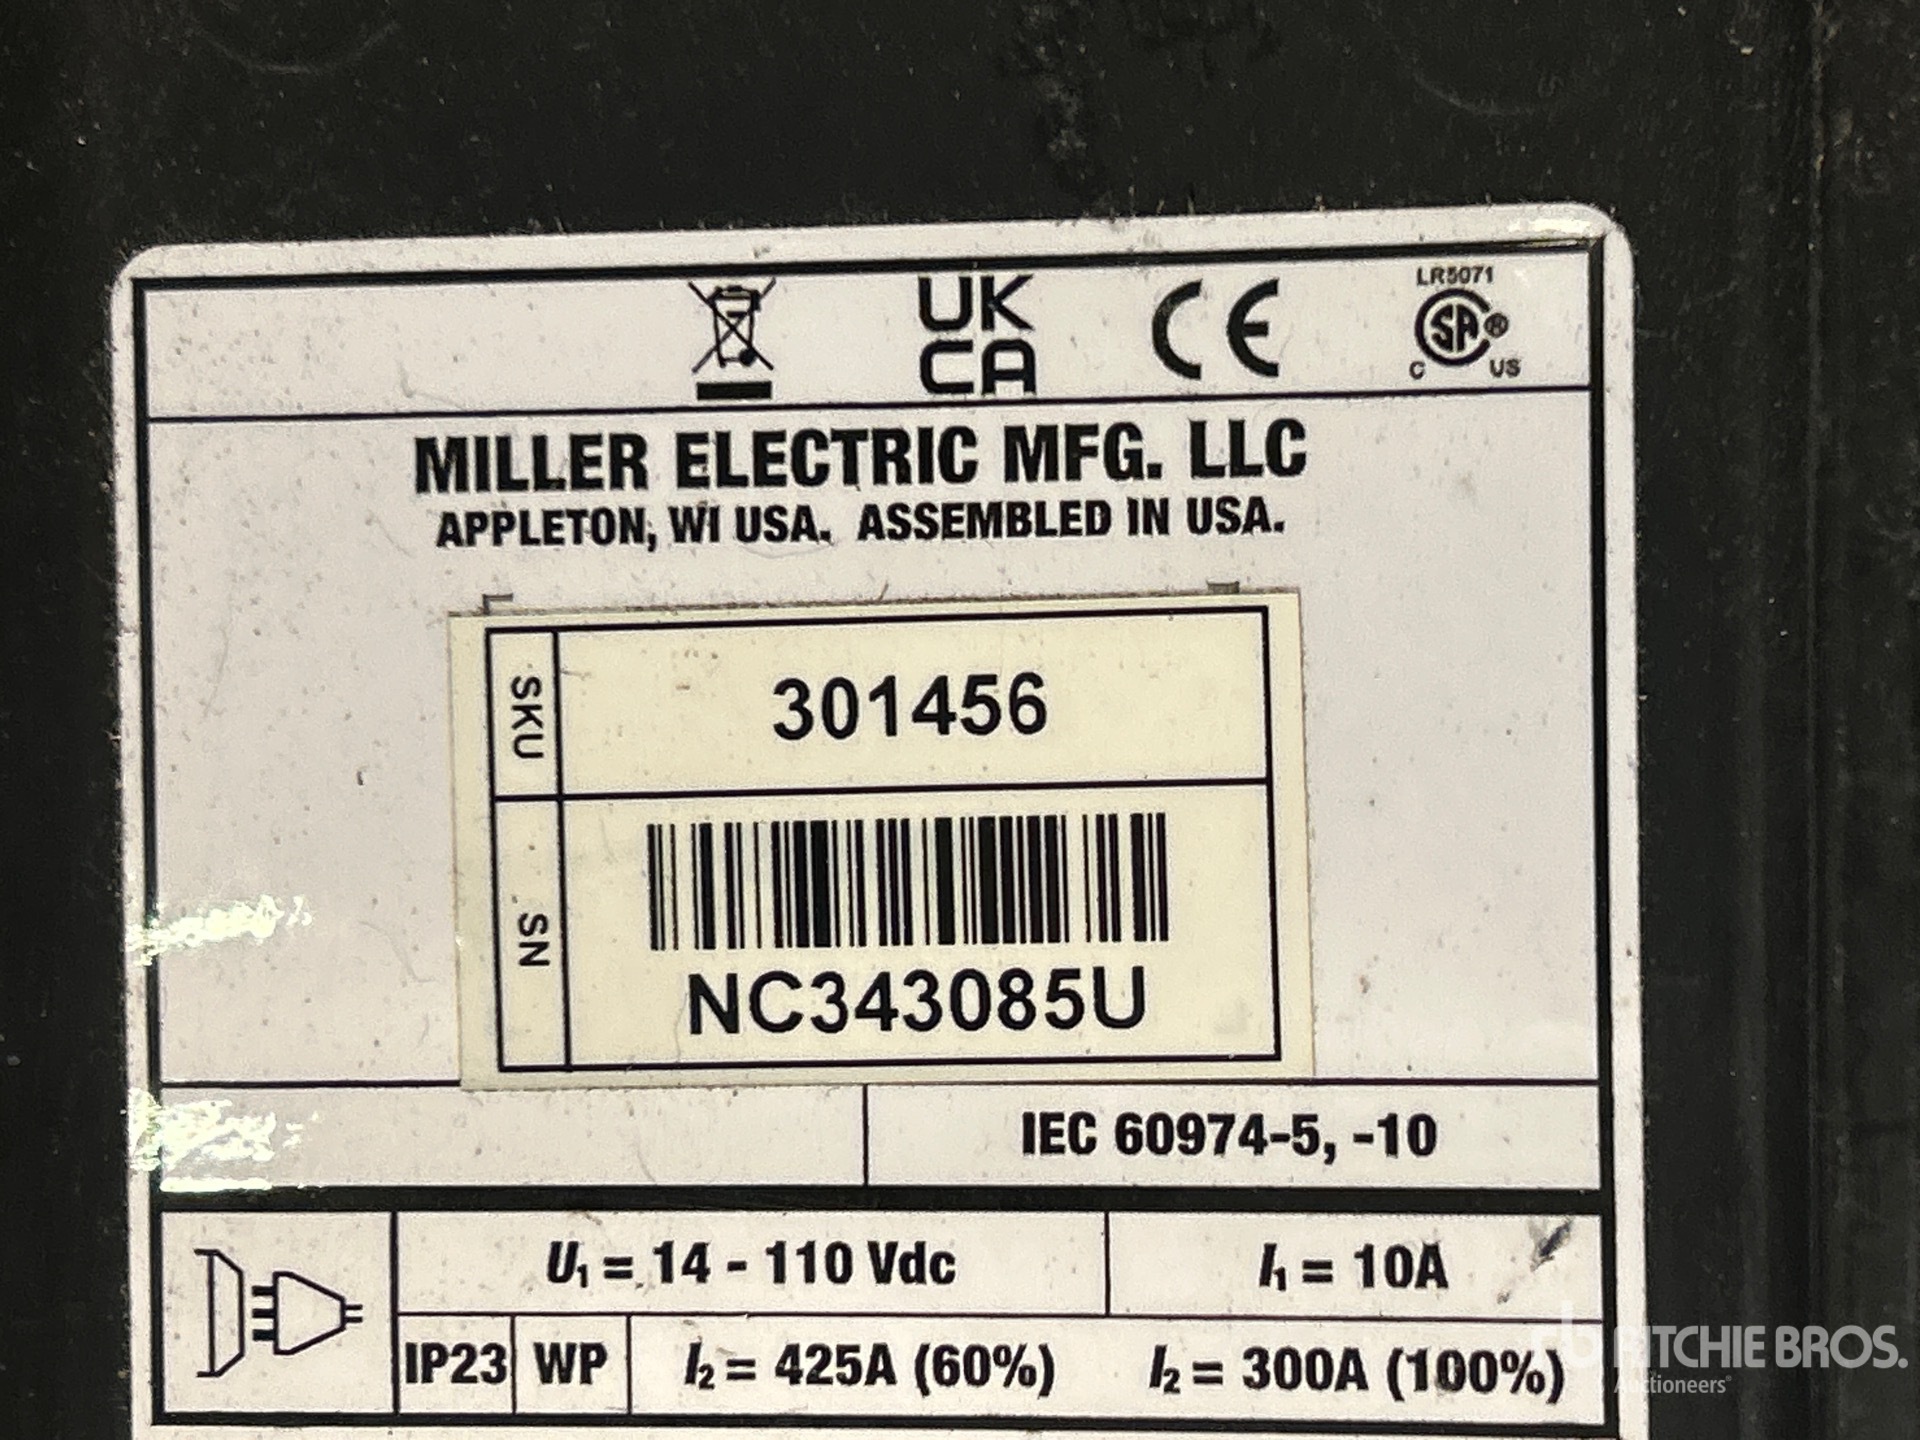 UK
CA
CE
LR5071
SA®
C US
MILLER ELECTRIC MFG. LLC
APPLETON, WI USA. ASSEMBLED IN USA.
SKU
301456
SN
NC343085U
IEC 60974-5, -10
U₁ = 14 - 110 Vdc
I₁ = 10A
IP23
WP
I₂ = 425A (60%)
I₂ = 300A (100%)
rb RITCHIE BROS.
Auctioneers®